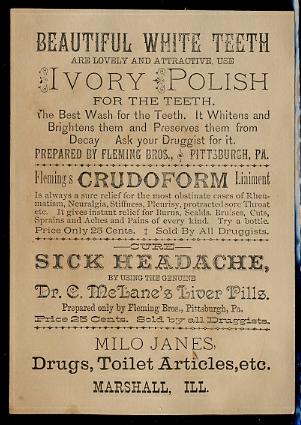 BEAUTIFUL WHITE TEETH
ARE LOVELY AND ATTRACTIVE, USE
IVORY POLISH
FOR THE TEETH.
The Best Wash for the Teeth. It Whitens and
Brightens them and Preserves them from
Decay Ask your Druggist for it.
PREPARED BY FLEMING BROS., PITTSBURGH, PA.
Fleming's CRUDOFORM Liniment
Is always a sure relief for the most obstinate cases of Rheu-
matism, Neuralgia, Stiffness, Pleurisy, protracted sore Throat
etc. It gives instant relief for Burns, Scalds, Bruises, Cuts,
Sprains and Aches and Pains of every kind. Try a bottle.
Price Only 25 Cents. ‡ Sold By All Druggists.
CURE
SICK HEADACHE,
BY USING THE GENUINE
Dr. C. McLane's Liver Pills.
Prepared only by Fleming Bros., Pittsburgh, Pa.
Price 25 Cents. Sold by all Druggists.
MILO JANES,
Drugs, Toilet Articles, etc.
MARSHALL, ILL.